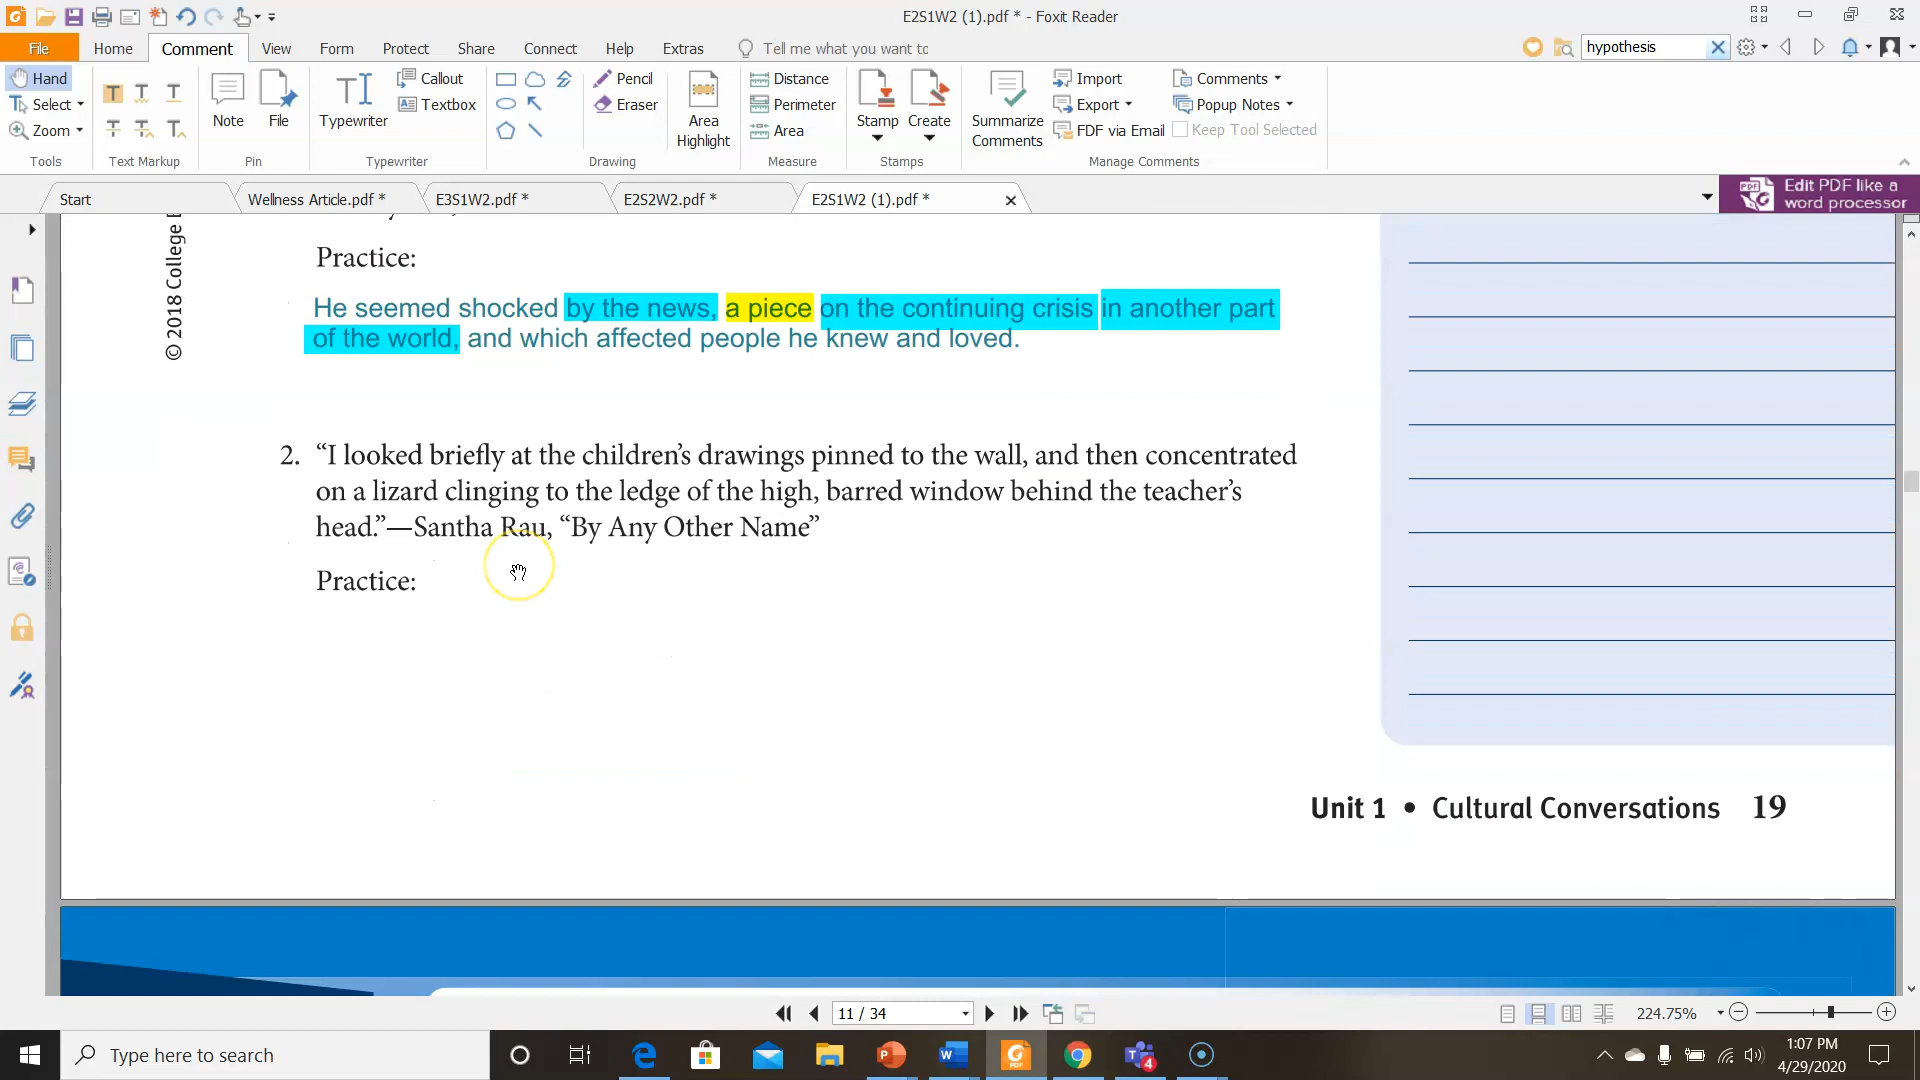 E2S1W2 (1).pdf * - Foxit Reader
File Home Comment View Form Protect Share Connect Help Extras Tell me what you want to hypothesis
Hand Select Zoom
Tools
Text Markup
Note File
Pin
Typewriter Callout Textbox
Typewriter
Pencil Eraser
Area Highlight
Drawing
Distance Perimeter Area
Measure
Stamp Create
Stamps
Summarize Comments
Import Export FDF via Email
Comments Popup Notes Keep Tool Selected
Manage Comments
Start Wellness Article.pdf * E3S1W2.pdf * E2S2W2.pdf * E2S1W2 (1).pdf *
Edit PDF like a
word processor
© 2018 College
Practice:
He seemed shocked by the news, a piece on the continuing crisis in another part
of the world, and which affected people he knew and loved.
2. “I looked briefly at the children’s drawings pinned to the wall, and then concentrated
on a lizard clinging to the ledge of the high, barred window behind the teacher’s
head.”—Santha Rau, “By Any Other Name”
Practice:
Unit 1 • Cultural Conversations 19
11 / 34
224.75%
Type here to search
4
1:07 PM
4/29/2020